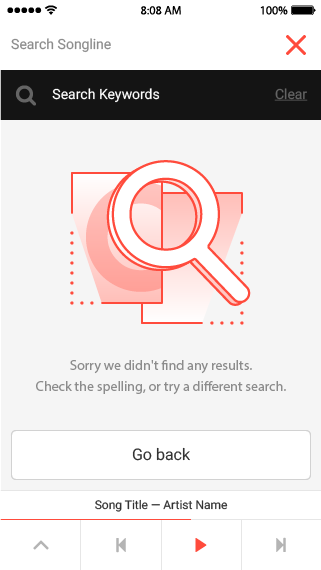 8:08 AM
100%
Search Songline
Search Keywords
Clear
Sorry we didn't find any results.
Check the spelling, or try a different search.
Go back
Song Title — Artist Name